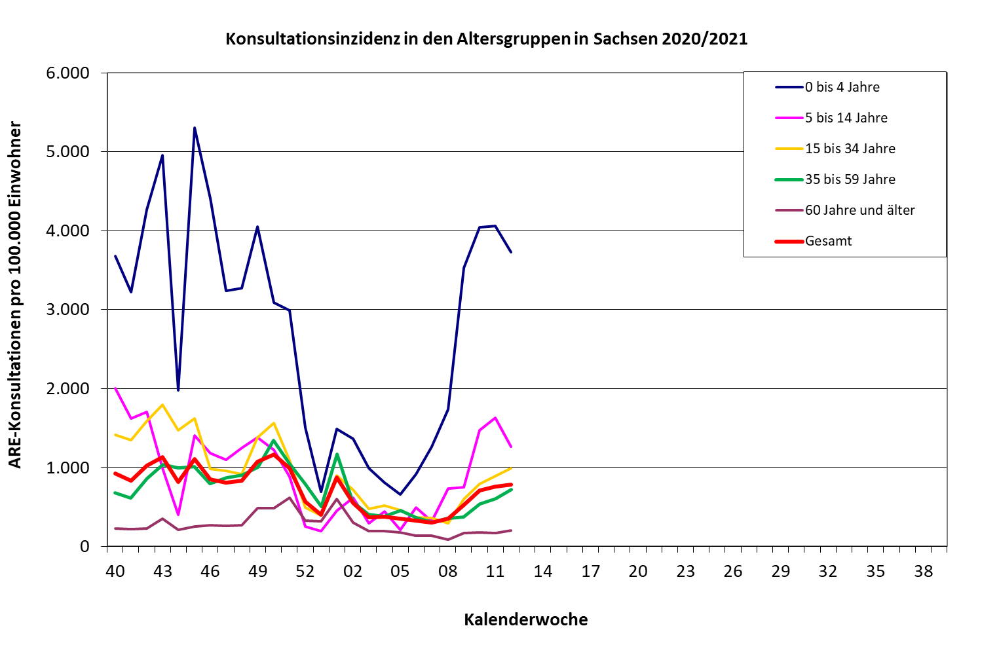 Konsultationsinzidenz in den Altersgruppen in Sachsen 2020/2021
ARE-Konsultationen pro 100.000 Einwohner
6.000
5.000
4.000
3.000
2.000
1.000
0
0 bis 4 Jahre
5 bis 14 Jahre
15 bis 34 Jahre
35 bis 59 Jahre
60 Jahre und älter
Gesamt
40 43 46 49 52 02 05 08 11 14 17 20 23 26 29 32 35 38
Kalenderwoche